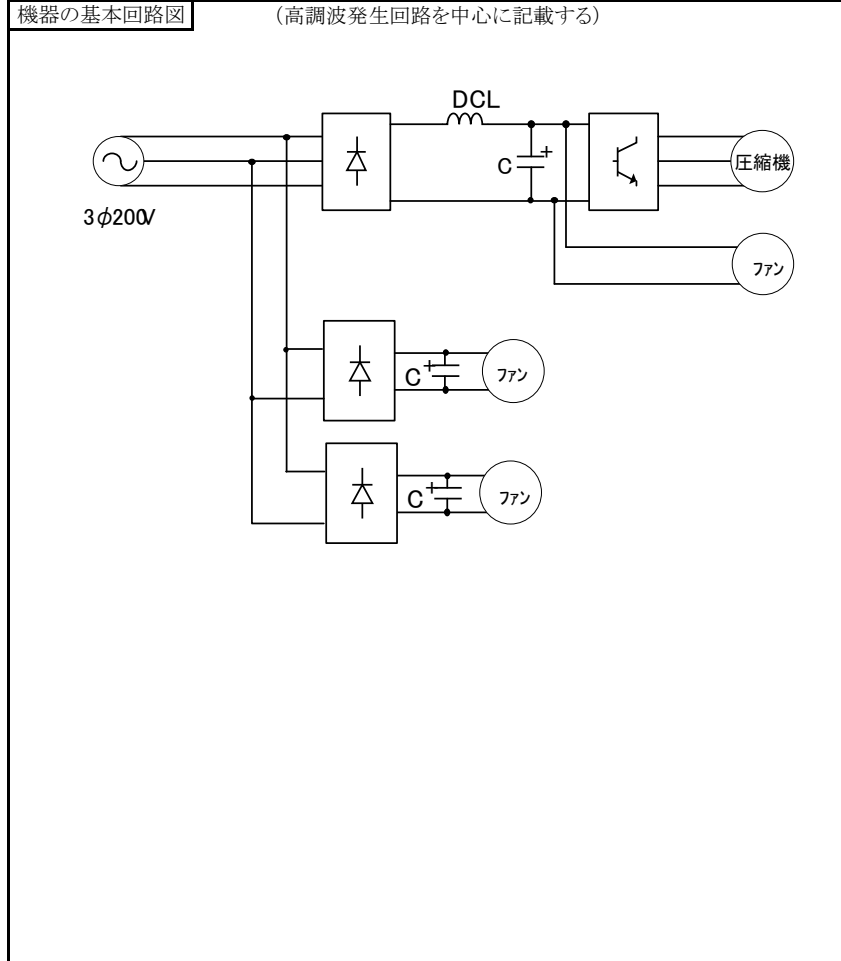 機器の基本回路図 (高調波発生回路を中心に記載する)
DCL
C +
圧縮機
3φ200V
ファン
C + ファン
C + ファン